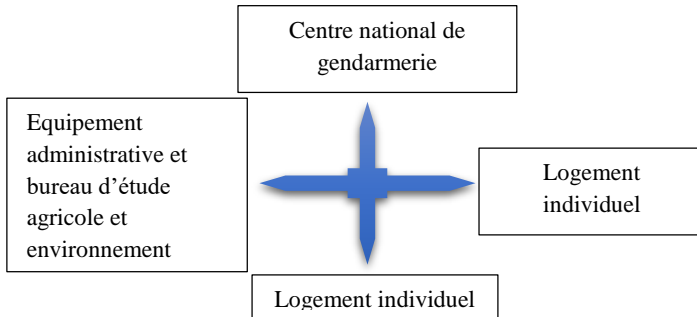 Centre national de
gendarmerie
Equipement
administrative et
bureau d’étude
agricole et
environnement
Logement
individuel
Logement individuel